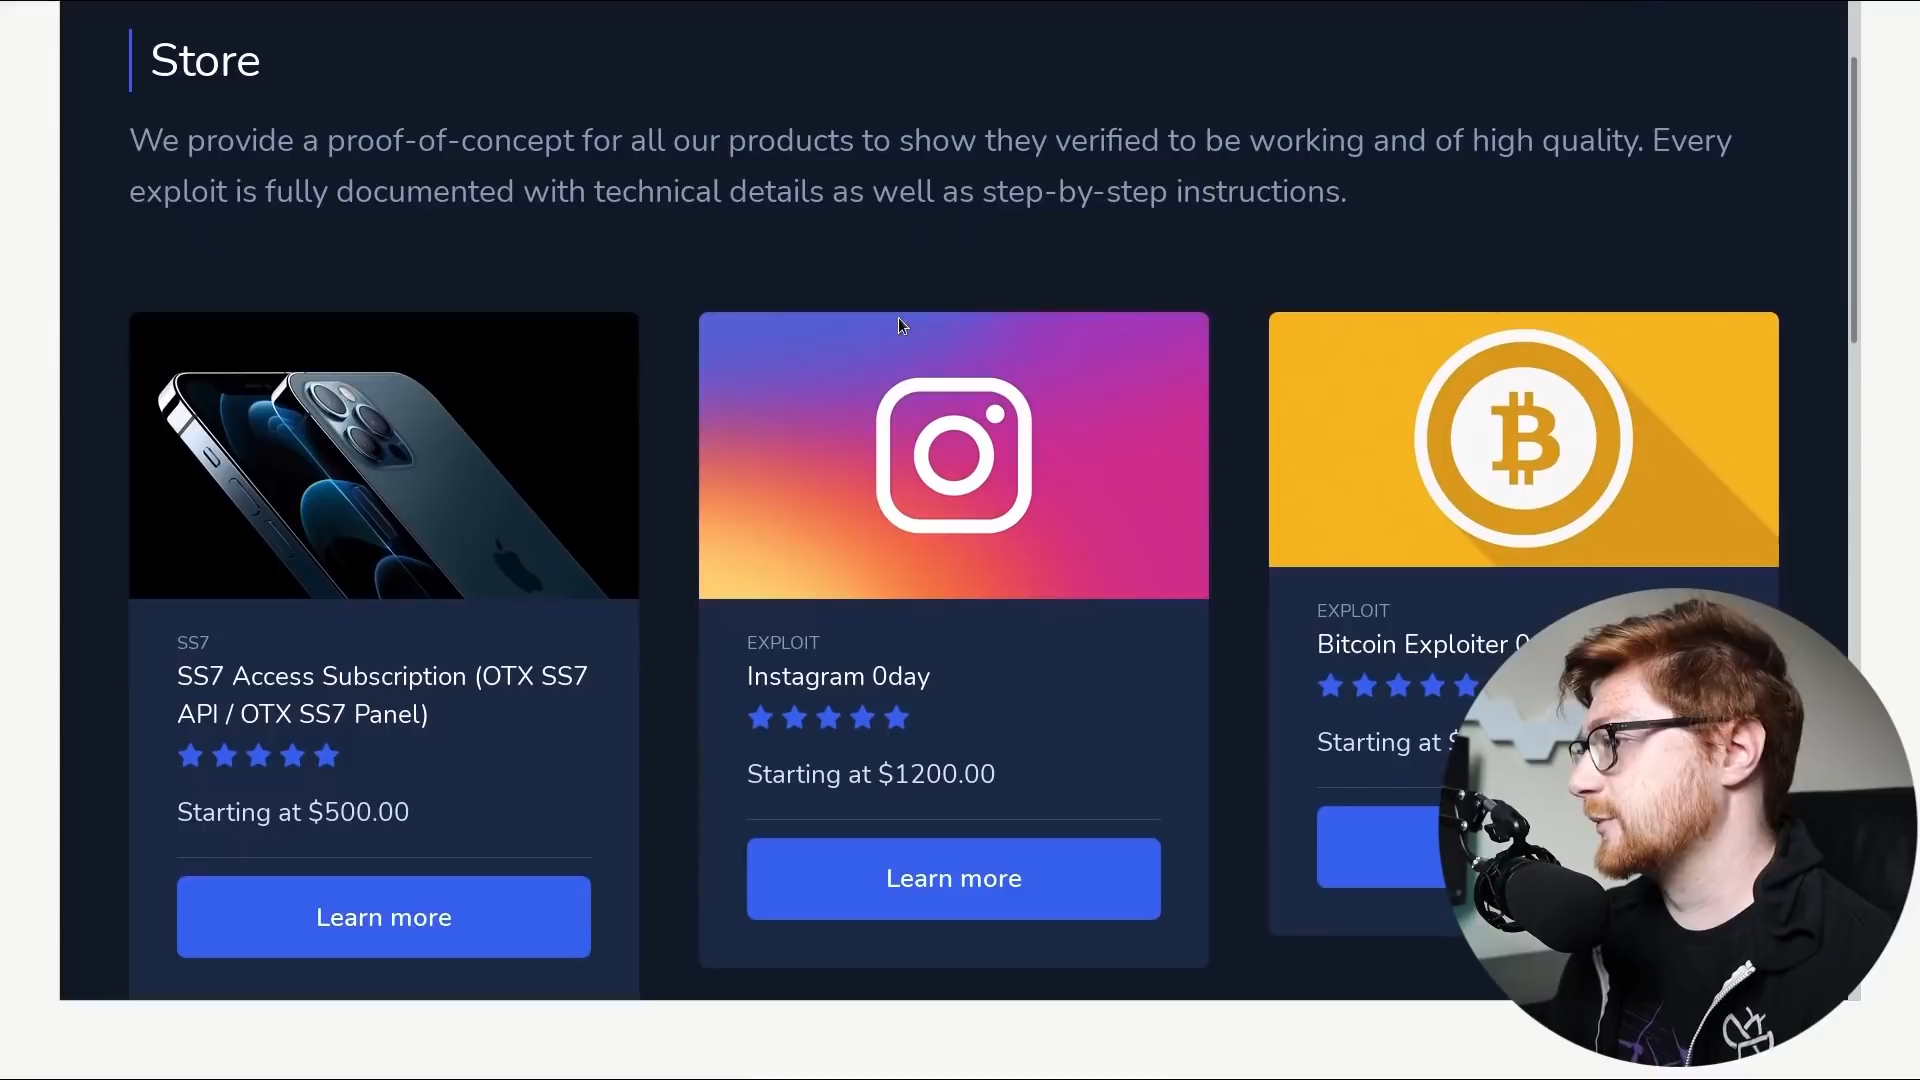 Store
We provide a proof-of-concept for all our products to show they verified to be working and of high quality. Every
exploit is fully documented with technical details as well as step-by-step instructions.
SS7
SS7 Access Subscription (OTX SS7
API / OTX SS7 Panel)
Starting at $500.00
Learn more
EXPLOIT
Instagram 0day
Starting at $1200.00
Learn more
EXPLOIT
Bitcoin Exploiter
Starting at